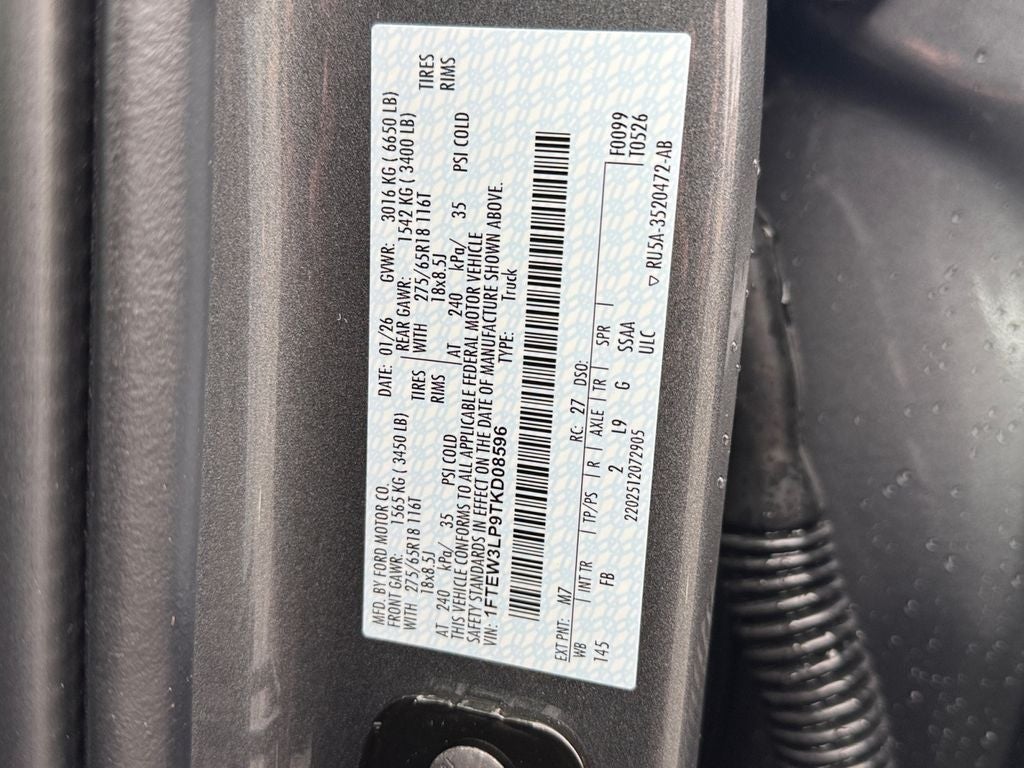 MFD. BY FORD MOTOR CO. DATE: 01/26 GVWR: 3016 KG ( 6650 LB)
FRONT GAWR: 1565 KG ( 3450 LB) REAR GAWR: 1542 KG ( 3400 LB)
WITH 275/65R18 116T TIRES WITH 275/65R18 116T TIRES
18x8.5J RIMS 18x8.5J RIMS
AT 240 kPa/ 35 PSI COLD AT 240 kPa/ 35 PSI COLD
THIS VEHICLE CONFORMS TO ALL APPLICABLE FEDERAL MOTOR VEHICLE
SAFETY STANDARDS IN EFFECT ON THE DATE OF MANUFACTURE SHOWN ABOVE.
VIN: 1FTEW3LP9TKD08596 TYPE: Truck
EXT PNT: M7 RC: 27 DSO: F0099
WB INT TR TP/PS R AXLE TR SPR T0526
145 FB 2 L9 G SSAA
2202512072905 ULC ▽ RU5A-3520472-AB